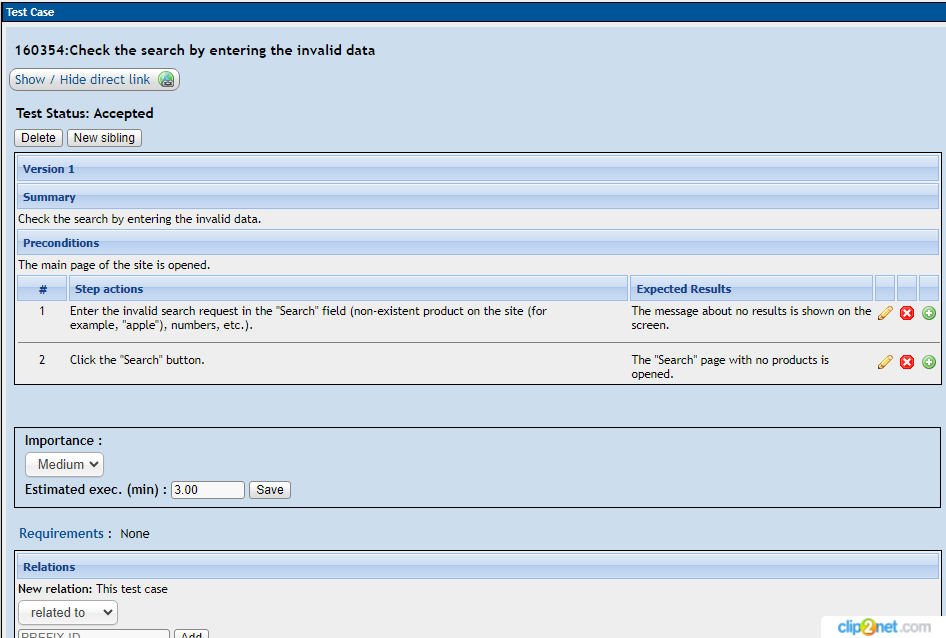 Test Case
160354:Check the search by entering the invalid data
Show / Hide direct link
Test Status: Accepted
Delete New sibling
Version 1
Summary
Check the search by entering the invalid data.
Preconditions
The main page of the site is opened.
# Step actions Expected Results
1 Enter the invalid search request in the "Search" field (non-existent product on the site (for
example, "apple"), numbers, etc.).
The message about no results is shown on the
screen.
2 Click the "Search" button.
The "Search" page with no products is
opened.
Importance :
Medium
Estimated exec. (min) : 3.00 Save
Requirements : None
Relations
New relation: This test case
related to
PREFIX-ID Add
clip2net.com